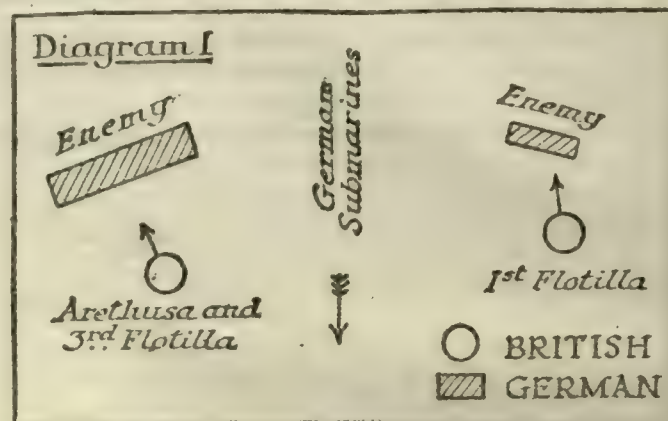 Diagram I
Enemy
German
Submarines
Enemy
Arethusa and
3rd Flotilla
1st Flotilla
BRITISH
GERMAN